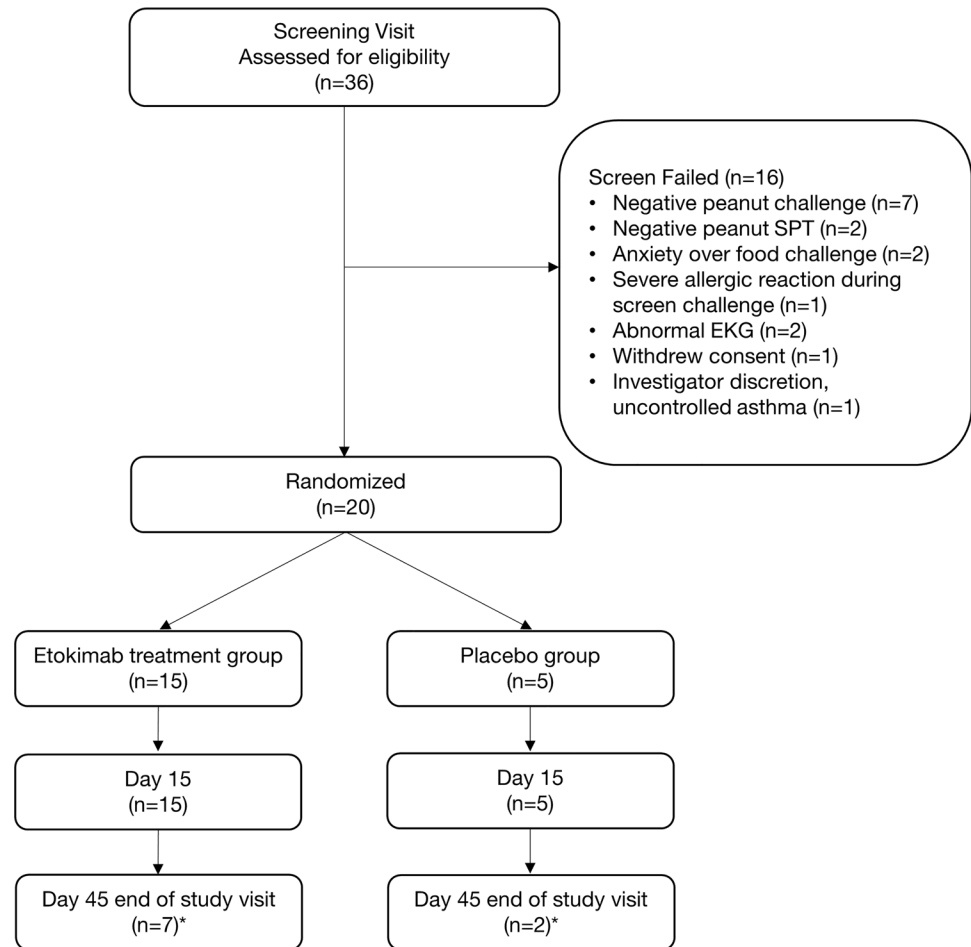 Screening Visit
Assessed for eligibility
(n=36)
Screen Failed (n=16)
• Negative peanut challenge (n=7)
• Negative peanut SPT (n=2)
• Anxiety over food challenge (n=2)
• Severe allergic reaction during
screen challenge (n=1)
• Abnormal EKG (n=2)
• Withdrew consent (n=1)
• Investigator discretion,
uncontrolled asthma (n=1)
Randomized
(n=20)
Etokimab treatment group
(n=15)
Placebo group
(n=5)
Day 15
(n=15)
Day 15
(n=5)
Day 45 end of study visit
(n=7)*
Day 45 end of study visit
(n=2)*